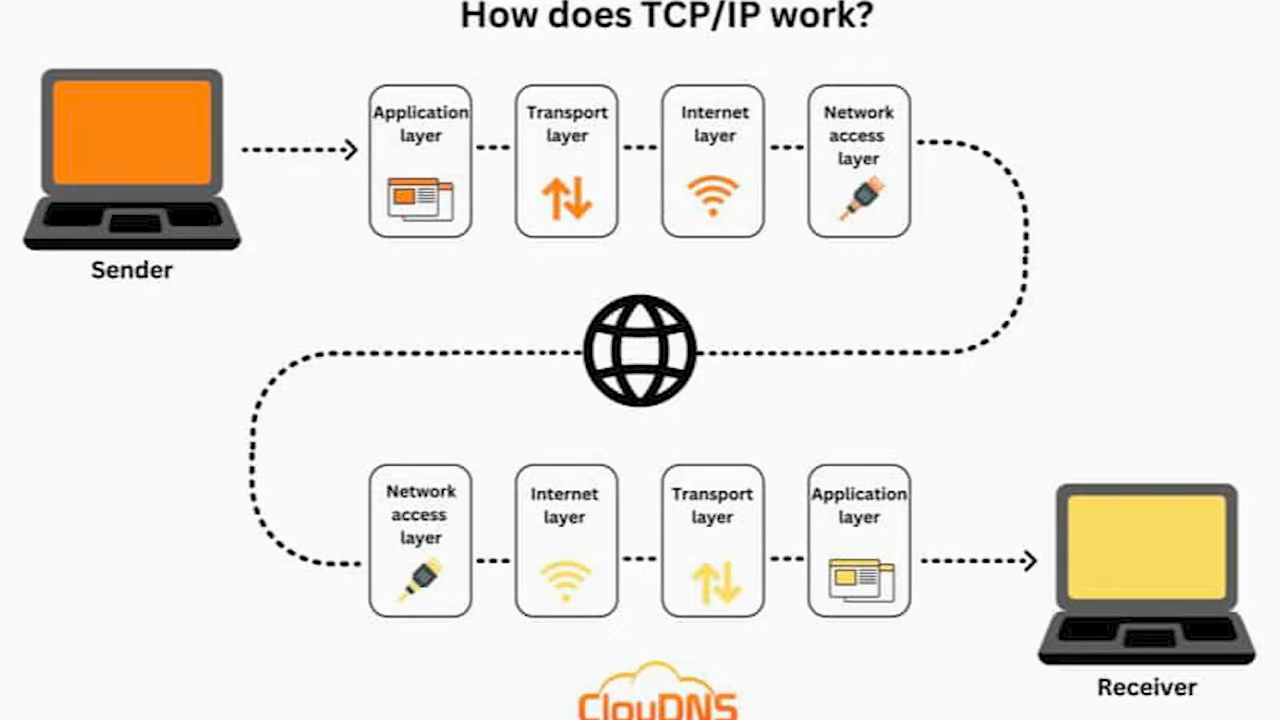 How does TCP/IP work?
Application
layer
Transport
layer
Internet
layer
Network
access
layer
Sender
Network
access
layer
Internet
layer
Transport
layer
Application
layer
Receiver
ClouDNS